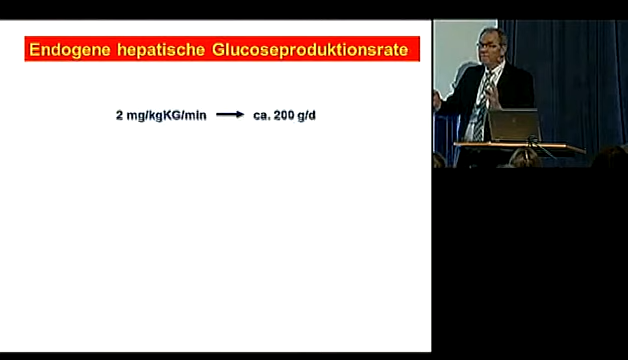 Endogene hepatische Glucoseproduktionsrate
2 mg/kgKG/min → ca. 200 g/d